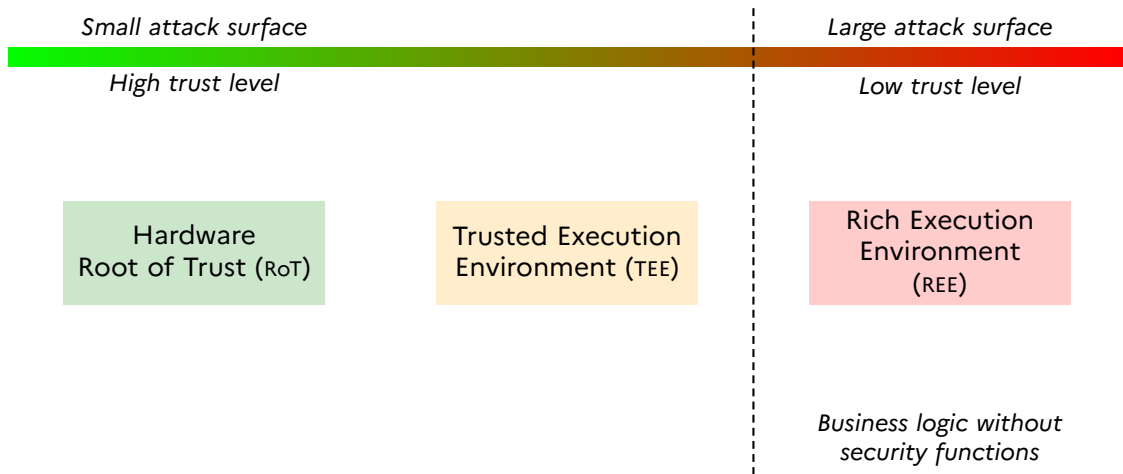 Small attack surface
Large attack surface
High trust level
Low trust level
Hardware
Root of Trust (RoT)
Trusted Execution
Environment (TEE)
Rich Execution
Environment
(REE)
Business logic without
security functions